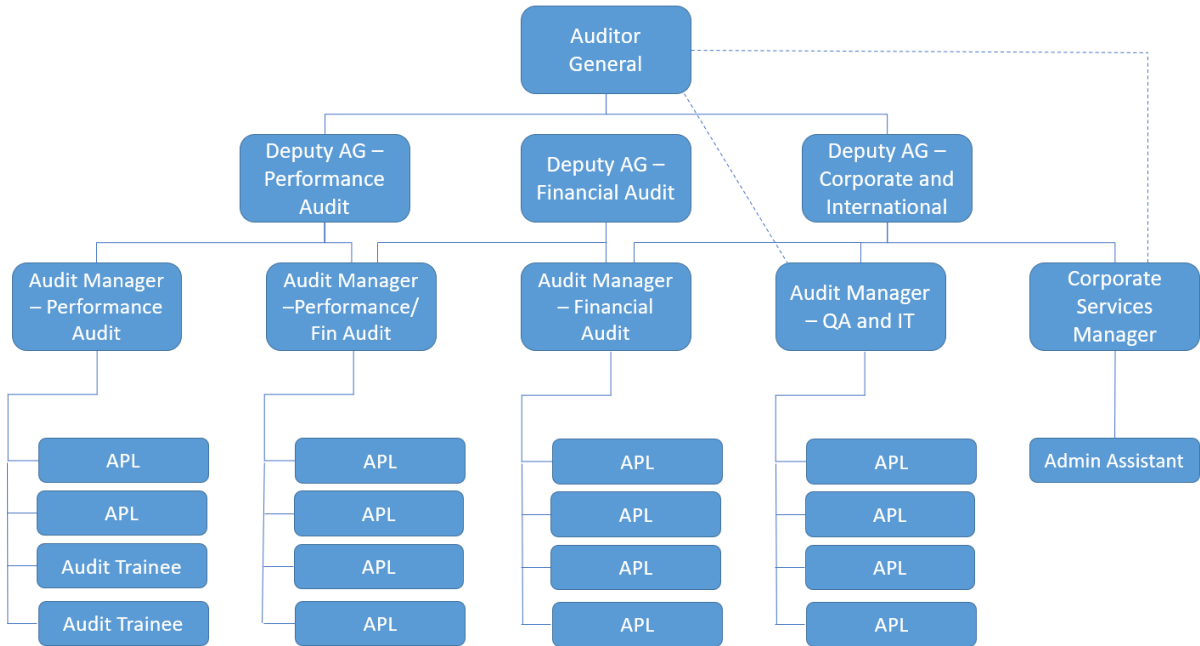 Auditor
General
Deputy AG –
Performance
Audit
Deputy AG –
Financial Audit
Deputy AG –
Corporate and
International
Audit Manager
– Performance
Audit
Audit Manager
–Performance/
Fin Audit
Audit Manager
– Financial
Audit
Audit Manager
– QA and IT
Corporate
Services
Manager
APL
APL
Audit Trainee
Audit Trainee
APL
APL
APL
APL
APL
APL
APL
APL
APL
APL
APL
APL
Admin Assistant